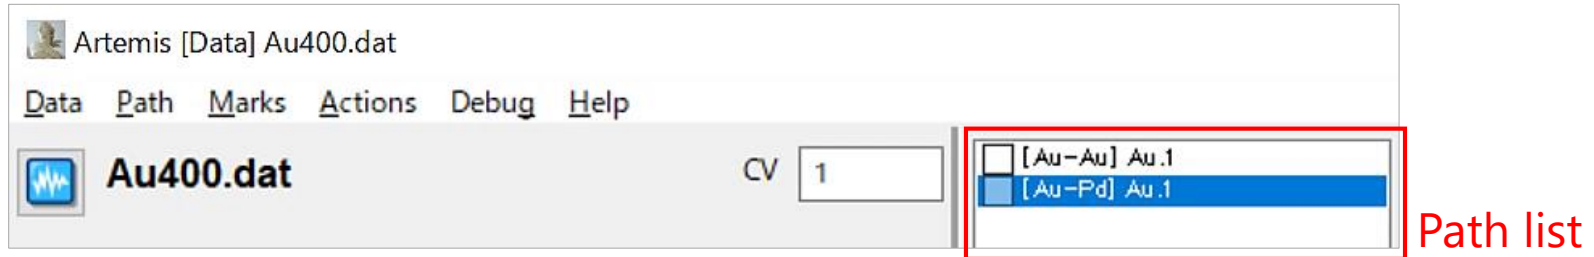 Artemis [Data] Au400.dat
Data Path Marks Actions Debug Help
Au400.dat CV 1
[Au-Au] Au.1
[Au-Pd] Au.1
Path list